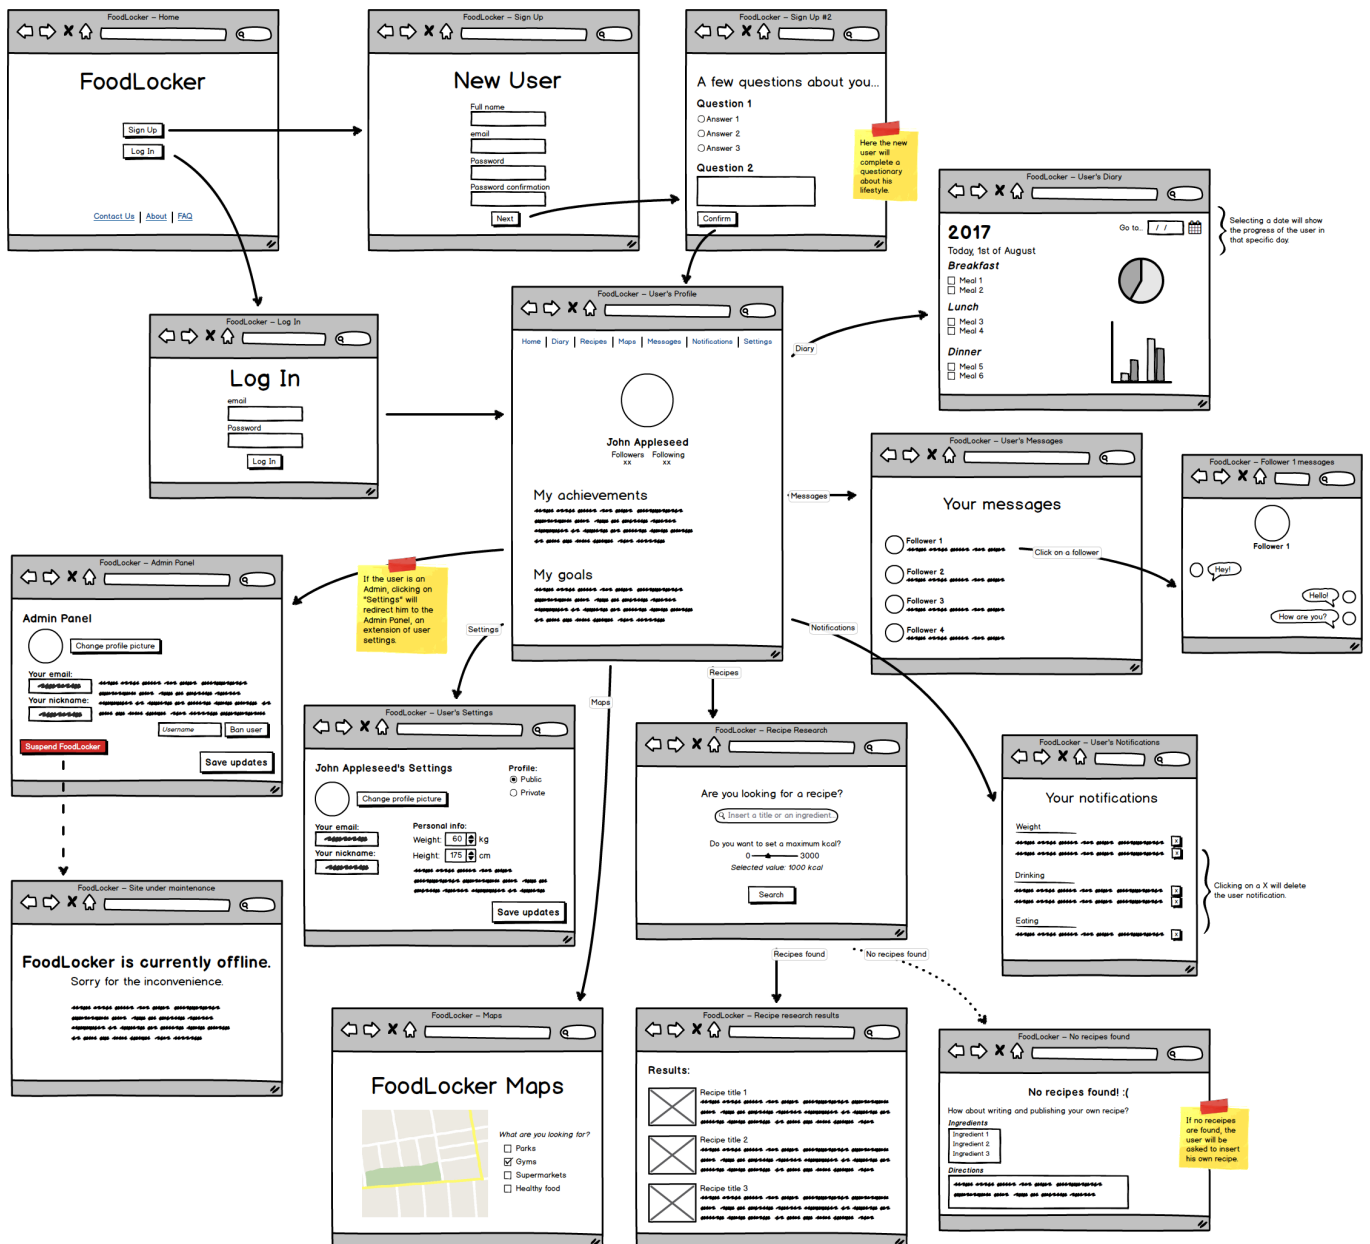 FoodLocker – Home
FoodLocker
Sign Up
Log In
Contact Us | About | FAQ
FoodLocker – Sign Up
New User
Full name
email
Password
Password confirmation
Next
FoodLocker – Sign Up #2
A few questions about you...
Question 1
Answer 1
Answer 2
Answer 3
Question 2
Confirm
Here the new
user will
complete a
questionary
about his
lifestyle.
FoodLocker – User's Diary
2017
Go to.. / /
Today, 1st of August
Breakfast
Meal 1
Meal 2
Lunch
Meal 3
Meal 4
Dinner
Meal 5
Meal 6
Selecting a date will show
the progress of the user in
that specific day.
FoodLocker – Log In
Log In
email
Password
Log In
FoodLocker – User's Profile
Home | Diary | Recipes | Maps | Messages | Notifications | Settings
John Appleseed
Followers Following
xx xx
My achievements
My goals
Diary
Messages
Notifications
Recipes
Maps
Settings
FoodLocker – User's Messages
Your messages
Follower 1
Follower 2
Follower 3
Follower 4
Click on a follower
FoodLocker – Follower 1 messages
Follower 1
Hey!
Hello!
How are you?
FoodLocker – Admin Panel
Admin Panel
Change profile picture
Your email:
Your nickname:
Username
Ban user
Suspend FoodLocker
Save updates
If the user is an
Admin, clicking on
"Settings" will
redirect him to the
Admin Panel, an
extension of user
settings.
FoodLocker – User's Settings
John Appleseed's Settings
Profile:
Public
Private
Change profile picture
Your email:
Your nickname:
Personal info:
Weight: 60 kg
Height: 175 cm
Save updates
FoodLocker – Recipe Research
Are you looking for a recipe?
Insert a title or an ingredient..
Do you want to set a maximum kcal?
0 3000
Selected value: 1000 kcal
Search
Recipes found
No recipes found
FoodLocker – User's Notifications
Your notifications
Weight
x
x
Drinking
x
x
Eating
x
Clicking on a X will delete
the user notification.
FoodLocker – Site under maintenance
FoodLocker is currently offline.
Sorry for the inconvenience.
FoodLocker – Maps
FoodLocker Maps
What are you looking for?
Parks
Gyms
Supermarkets
Healthy food
FoodLocker – Recipe research results
Results:
Recipe title 1
Recipe title 2
Recipe title 3
FoodLocker – No recipes found
No recipes found! :(
How about writing and publishing your own recipe?
Ingredients
Ingredient 1
Ingredient 2
Ingredient 3
Directions
If no receipes
are found, the
user will be
asked to insert
his own recipe.